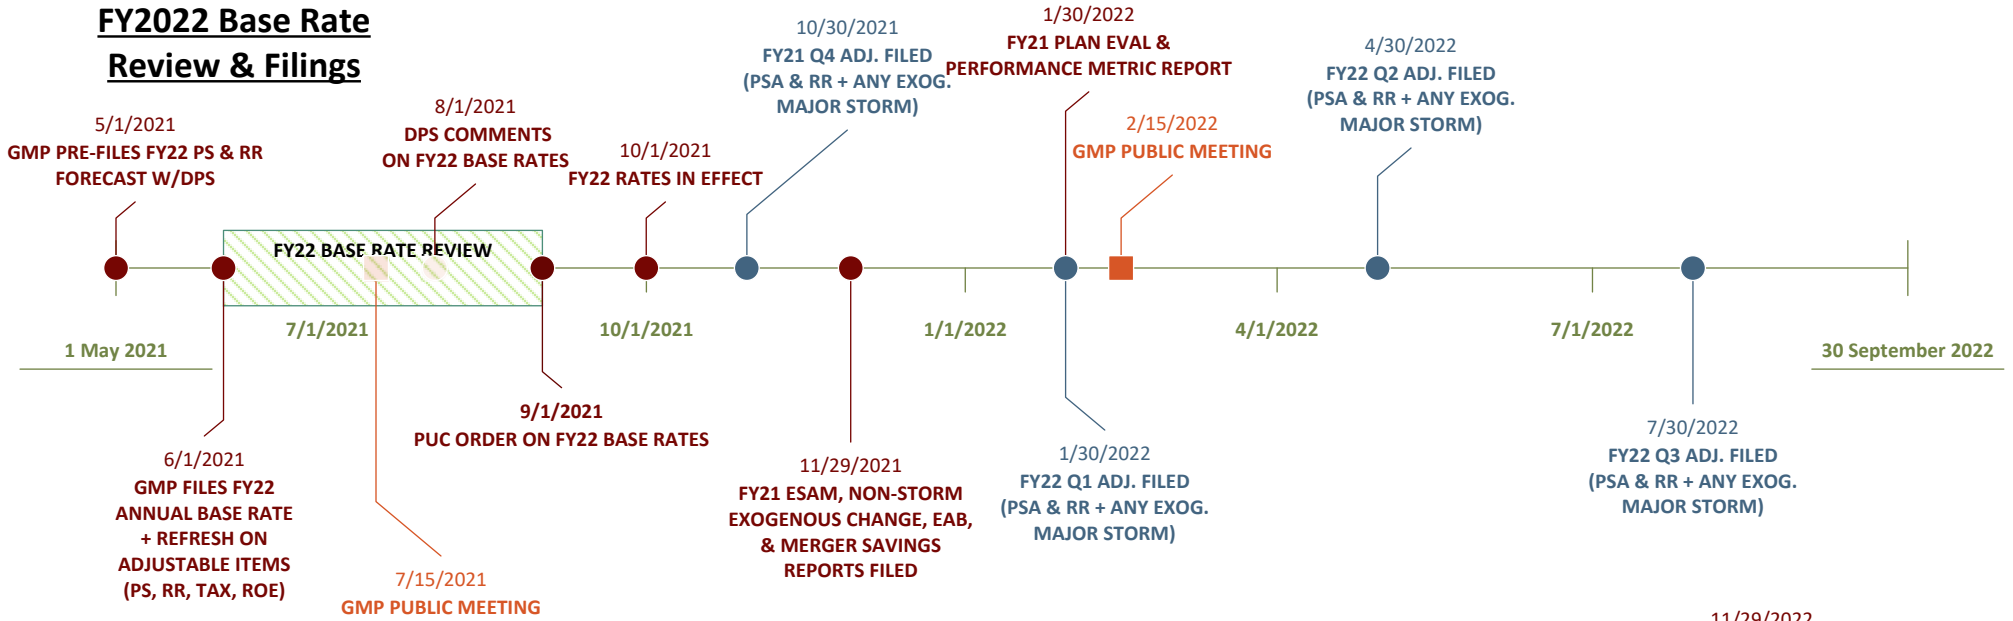 FY2022 Base Rate
Review & Filings
5/1/2021
GMP PRE-FILES FY22 PS & RR
FORECAST W/DPS
8/1/2021
DPS COMMENTS
ON FY22 BASE RATES
10/1/2021
FY22 RATES IN EFFECT
10/30/2021
FY21 Q4 ADJ. FILED
(PSA & RR + ANY EXOG.
MAJOR STORM)
1/30/2022
FY21 PLAN EVAL &
PERFORMANCE METRIC REPORT
2/15/2022
GMP PUBLIC MEETING
4/30/2022
FY22 Q2 ADJ. FILED
(PSA & RR + ANY EXOG.
MAJOR STORM)
FY22 BASE RATE REVIEW
1 May 2021
7/1/2021
10/1/2021
1/1/2022
4/1/2022
7/1/2022
30 September 2022
6/1/2021
GMP FILES FY22
ANNUAL BASE RATE
+ REFRESH ON
ADJUSTABLE ITEMS
(PS, RR, TAX, ROE)
7/15/2021
GMP PUBLIC MEETING
9/1/2021
PUC ORDER ON FY22 BASE RATES
11/29/2021
FY21 ESAM, NON-STORM
EXOGENOUS CHANGE, EAB,
& MERGER SAVINGS
REPORTS FILED
1/30/2022
FY22 Q1 ADJ. FILED
(PSA & RR + ANY EXOG.
MAJOR STORM)
7/30/2022
FY22 Q3 ADJ. FILED
(PSA & RR + ANY EXOG.
MAJOR STORM)
11/29/2022